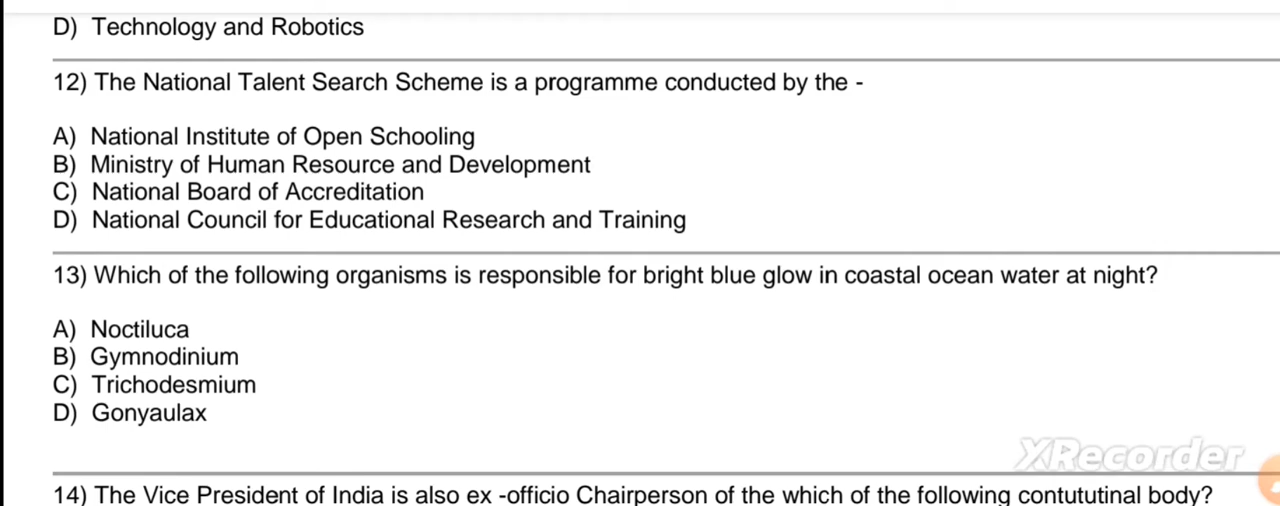 D) Technology and Robotics
12) The National Talent Search Scheme is a programme conducted by the -
A) National Institute of Open Schooling
B) Ministry of Human Resource and Development
C) National Board of Accreditation
D) National Council for Educational Research and Training
13) Which of the following organisms is responsible for bright blue glow in coastal ocean water at night?
A) Noctiluca
B) Gymnodinium
C) Trichodesmium
D) Gonyaulax
XRecorder
14) The Vice President of India is also ex -officio Chairperson of the which of the following contututinal body?